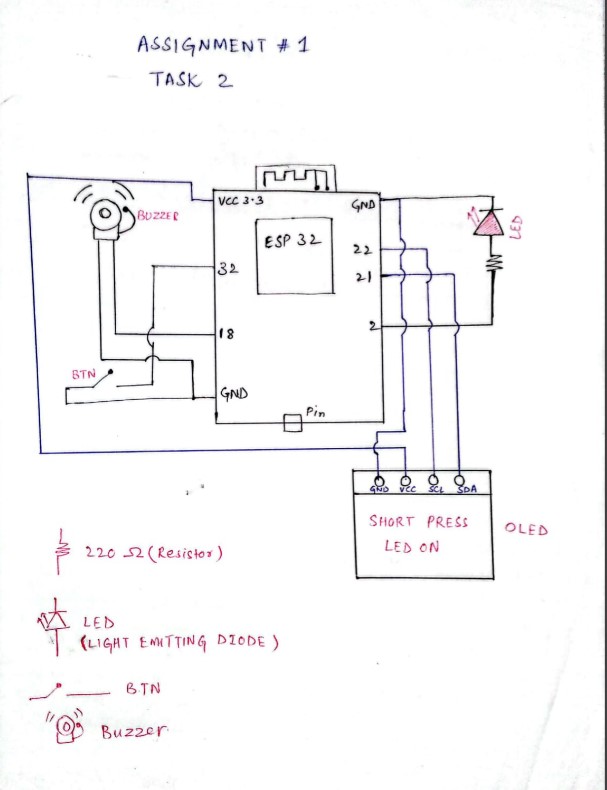 ASSIGNMENT # 1
TASK 2
BUZZER
VCC 3.3
GND
LED
ESP 32
22
32
21
18
2
BTN
GND
Pin
GND VCC SCL SDA
SHORT PRESS
LED ON
OLED
220 Ω (Resistor)
LED
(LIGHT EMITTING DIODE)
BTN
Buzzer